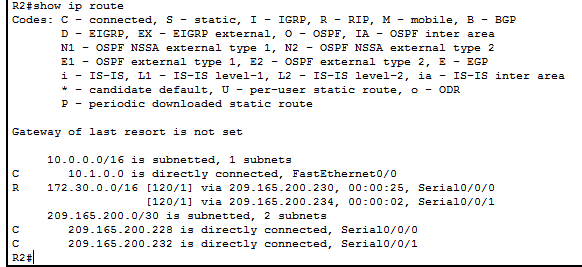 R2#show ip route
Codes: C - connected, S - static, I - IGRP, R - RIP, M - mobile, B - BGP
       D - EIGRP, EX - EIGRP external, O - OSPF, IA - OSPF inter area
       N1 - OSPF NSSA external type 1, N2 - OSPF NSSA external type 2
       E1 - OSPF external type 1, E2 - OSPF external type 2, E - EGP
       i - IS-IS, L1 - IS-IS level-1, L2 - IS-IS level-2, ia - IS-IS inter area
       * - candidate default, U - per-user static route, o - ODR
       P - periodic downloaded static route
Gateway of last resort is not set
     10.0.0.0/16 is subnetted, 1 subnets
C       10.1.0.0 is directly connected, FastEthernet0/0
R    172.30.0.0/16 [120/1] via 209.165.200.230, 00:00:25, Serial0/0/0
                   [120/1] via 209.165.200.234, 00:00:02, Serial0/0/1
     209.165.200.0/30 is subnetted, 2 subnets
C       209.165.200.228 is directly connected, Serial0/0/0
C       209.165.200.232 is directly connected, Serial0/0/1
R2#